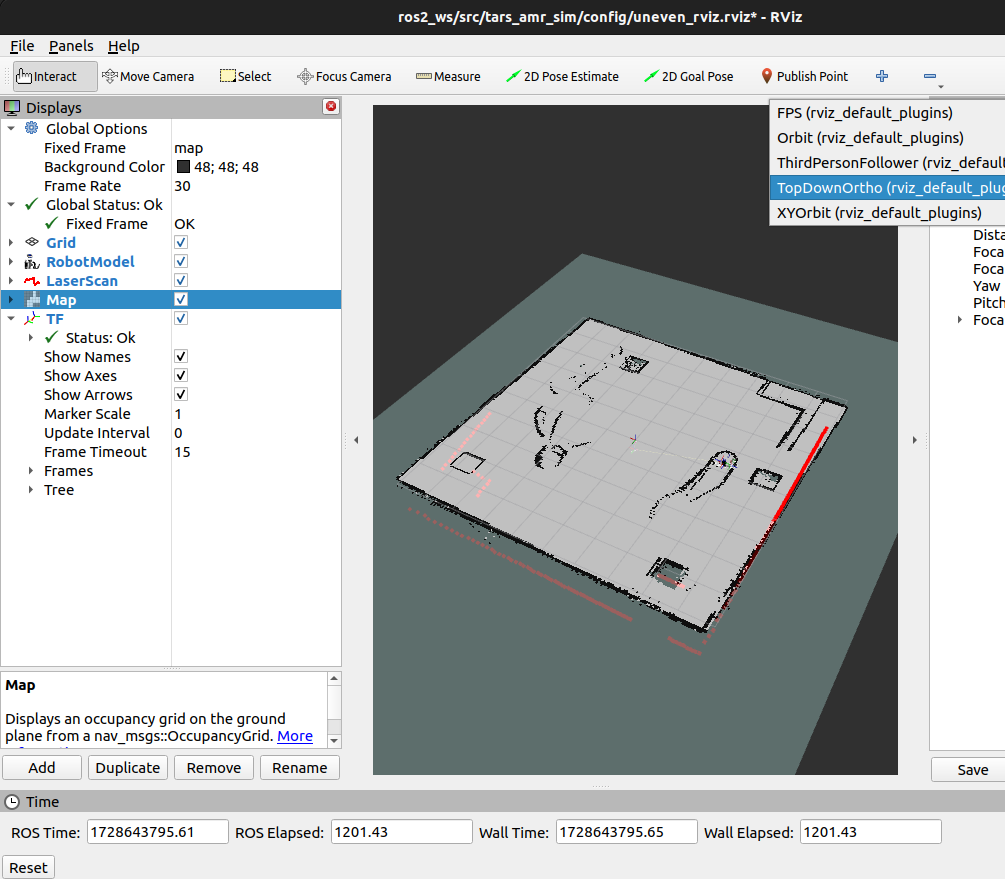 ros2_ws/src/tars_amr_sim/config/uneven_rviz.rviz* - RViz
File Panels Help
Interact Move Camera Select Focus Camera Measure 2D Pose Estimate 2D Goal Pose Publish Point
Displays
Global Options
Fixed Frame map
Background Color 48; 48; 48
Frame Rate 30
Global Status: Ok
Fixed Frame OK
Grid
RobotModel
LaserScan
Map
TF
Status: Ok
Show Names
Show Axes
Show Arrows
Marker Scale 1
Update Interval 0
Frame Timeout 15
Frames
Tree
FPS (rviz_default_plugins)
Orbit (rviz_default_plugins)
ThirdPersonFollower (rviz_default
TopDownOrtho (rviz_default_plug
XYOrbit (rviz_default_plugins)
Dista
Foca
Foca
Yaw
Pitch
Foca
Map
Displays an occupancy grid on the ground
plane from a nav_msgs::OccupancyGrid. More
Add Duplicate Remove Rename
Save
Time
ROS Time: 1728643795.61 ROS Elapsed: 1201.43 Wall Time: 1728643795.65 Wall Elapsed: 1201.43
Reset